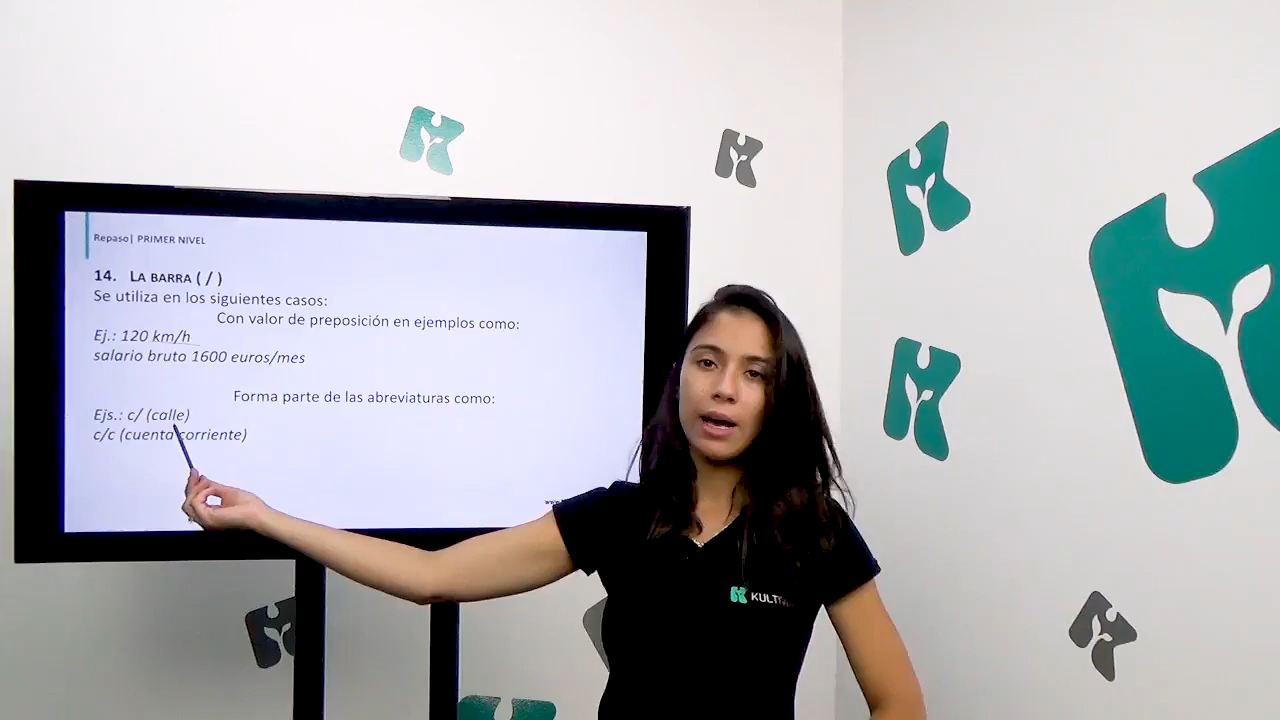 Repaso| PRIMER NIVEL
14. LA BARRA ( / )
Se utiliza en los siguientes casos:
Con valor de preposición en ejemplos como:
Ej.: 120 km/h
salario bruto 1600 euros/mes
Forma parte de las abreviaturas como:
Ejs.: c/ (calle)
c/c (cuenta corriente)